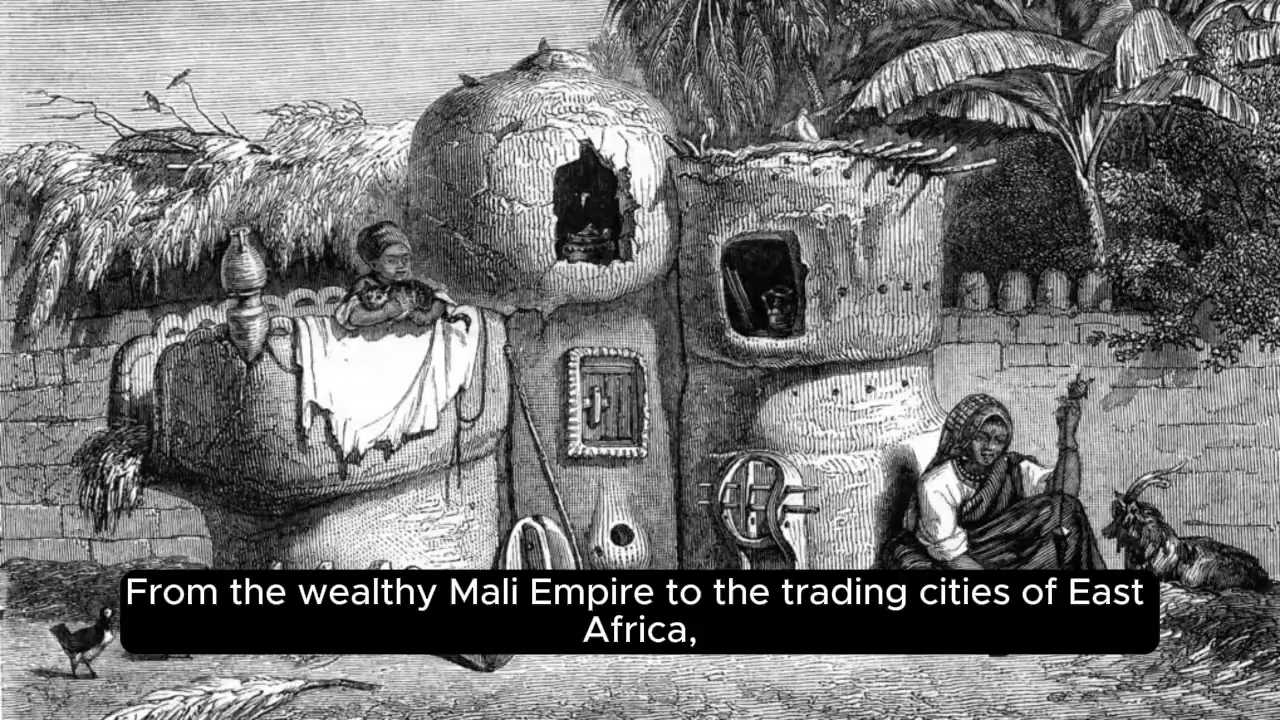 From the wealthy Mali Empire to the trading cities of East
Africa,